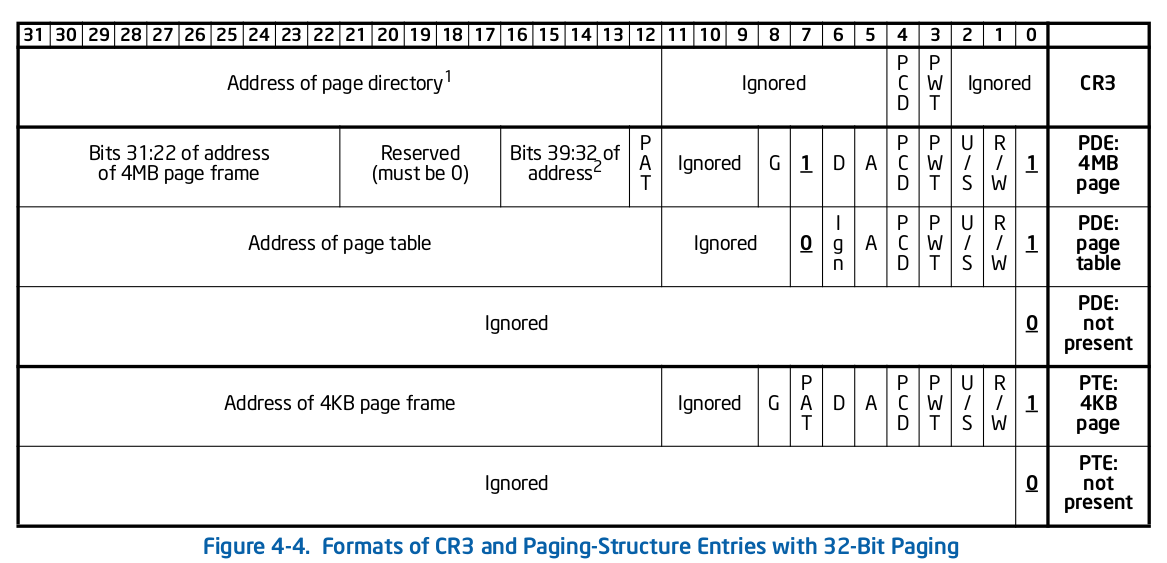 31 30 29 28 27 26 25 24 23 22 21 20 19 18 17 16 15 14 13 12 11 10 9 8 7 6 5 4 3 2 1 0
Address of page directory1 Ignored PCD PWT Ignored CR3
Bits 31:22 of address
of 4MB page frame
Reserved
(must be 0)
Bits 39:32 of
address2
PAT Ignored G 1 D A PCD PWT U/S R/W 1
PDE:
4MB
page
Address of page table Ignored 0 Ign A PCD PWT U/S R/W 1
PDE:
page
table
Ignored 0
PDE:
not
present
Address of 4KB page frame Ignored G PAT D A PCD PWT U/S R/W 1
PTE:
4KB
page
Ignored 0
PTE:
not
present
Figure 4-4. Formats of CR3 and Paging-Structure Entries with 32-Bit Paging